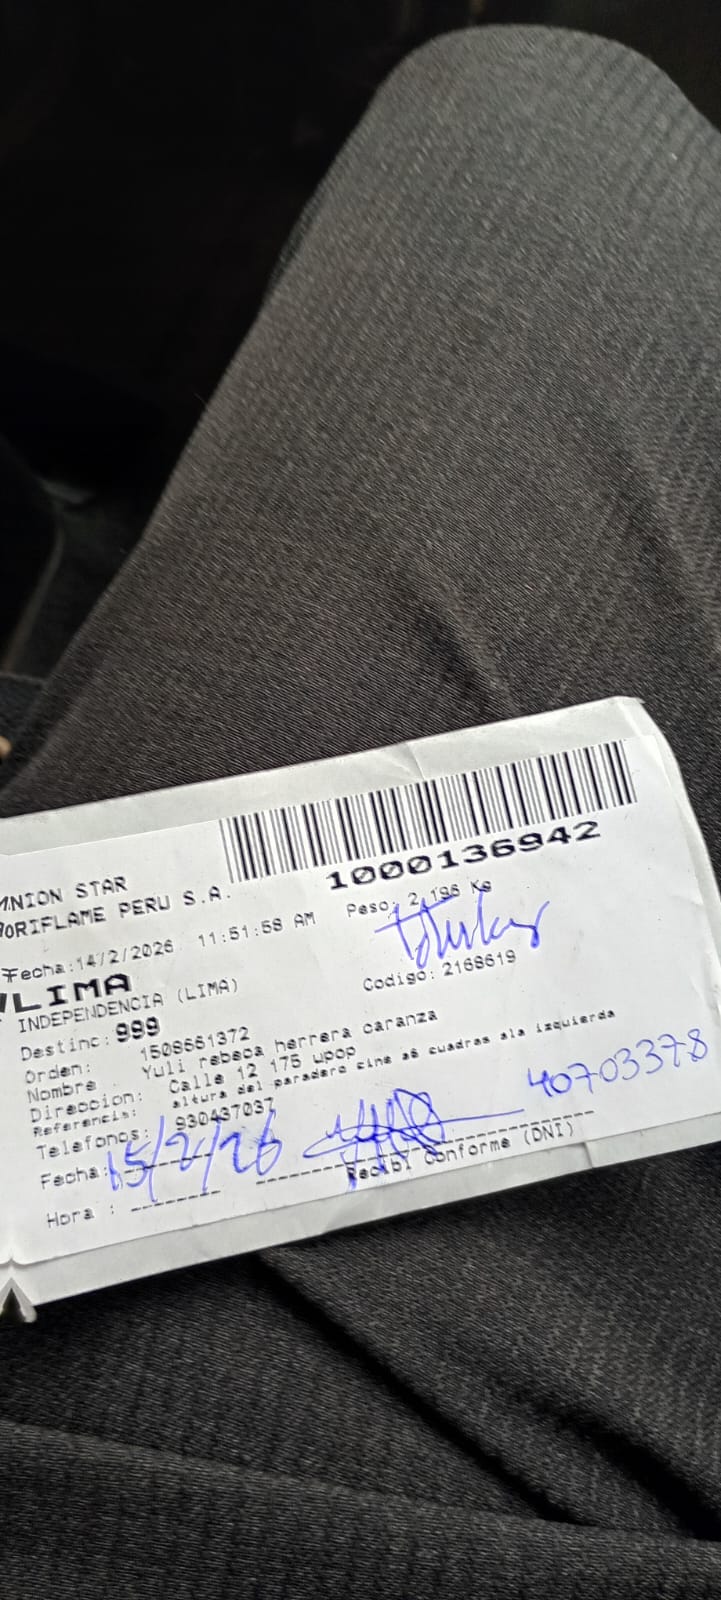 1000136942
UNION STAR
ORIFLAME PERU S.A.
Peso, 2,196 Kg
Fecha:14/2/2026 11:51:58 AM
LIMA
INDEPENDENCIA (LIMA)
Codigo: 2168619
Destino: 999
Orden: 1508661372
Nombre Yuli rebeca herrera caranza
Direccion: Calle 12 175 upop
Referencia: altura del paradero cine a6 cuadras ala izquierda
Telefonos: 930437037
Fecha: 15/2/26
40703378
Recibi Conforme (DNI)
Hora :